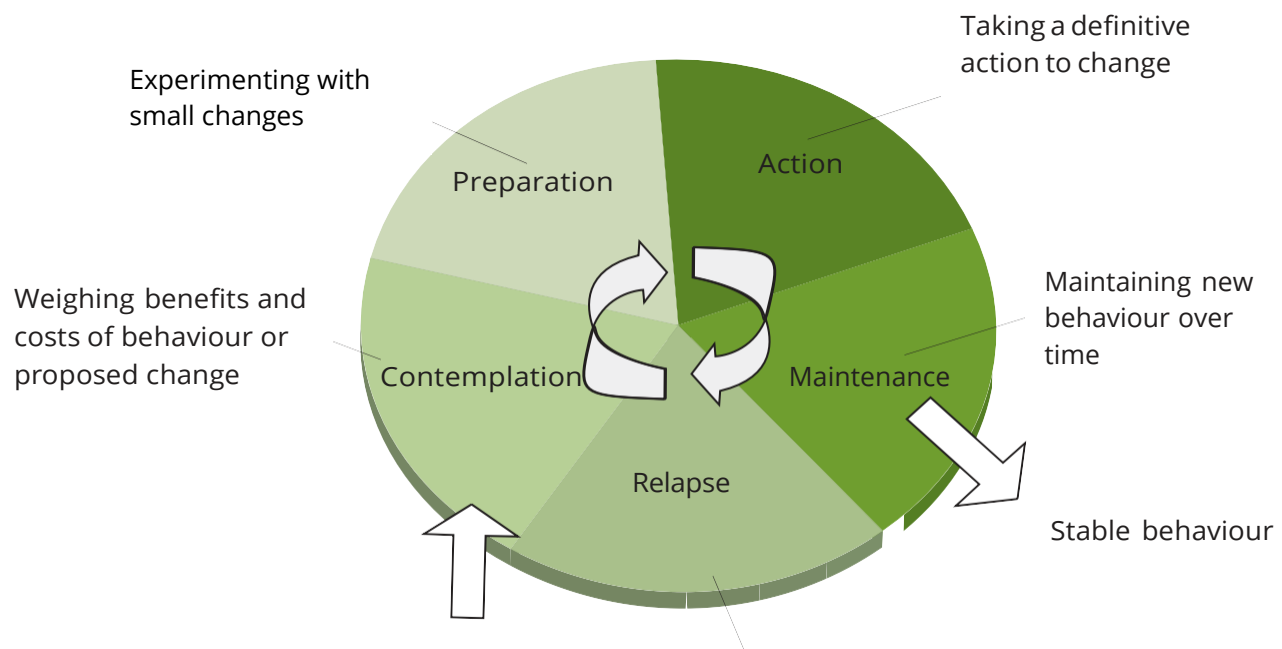 Taking a definitive
action to change
Experimenting with
small changes
Action
Preparation
Weighing benefits and
costs of behaviour or
proposed change
Maintaining new
behaviour over
time
Contemplation
Maintenance
Relapse
Stable behaviour